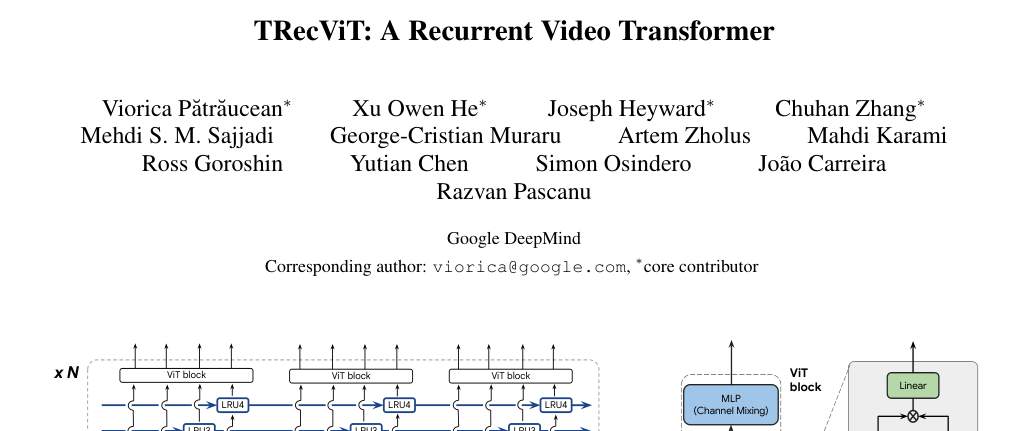 TRecViT: A Recurrent Video Transformer
Viorica Pătrăucean* Xu Owen He* Joseph Heyward* Chuhan Zhang*
Mehdi S. M. Sajjadi George-Cristian Muraru Artem Zholus Mahdi Karami
Ross Goroshin Yutian Chen Simon Osindero João Carreira
Razvan Pascanu
Google DeepMind
Corresponding author: viorica@google.com, *core contributor
x N
ViT block ViT block ViT block
LRU4 LRU4 LRU4
LRU3 LRU3 LRU3
ViT
block
MLP
(Channel Mixing)
Linear